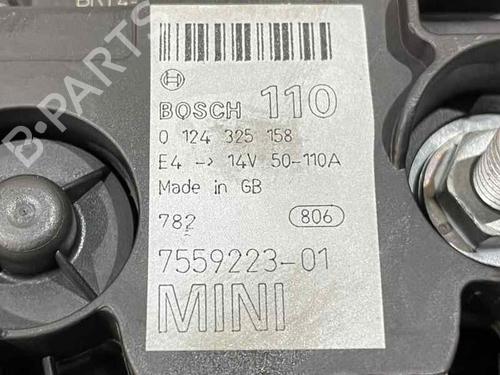 BOSCH 110
0 124 325 158
E4 -> 14V 50-110A
Made in GB
782 806
7559223-01
MINI
B-PARTS